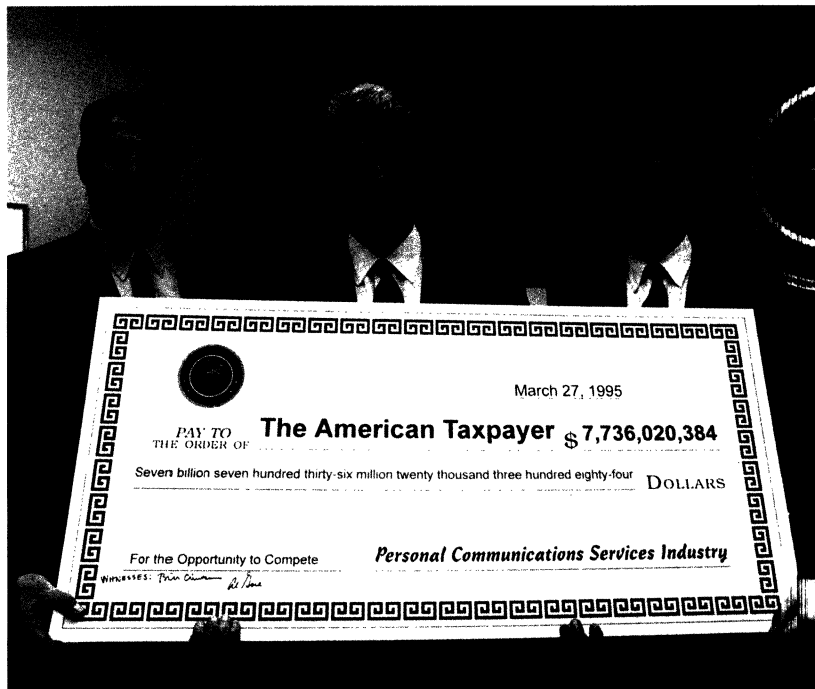 March 27, 1995
PAY TO
THE ORDER OF The American Taxpayer $ 7,736,020,384
Seven billion seven hundred thirty-six million twenty thousand three hundred eighty-four DOLLARS
For the Opportunity to Compete Personal Communications Services Industry
WITNESSES: